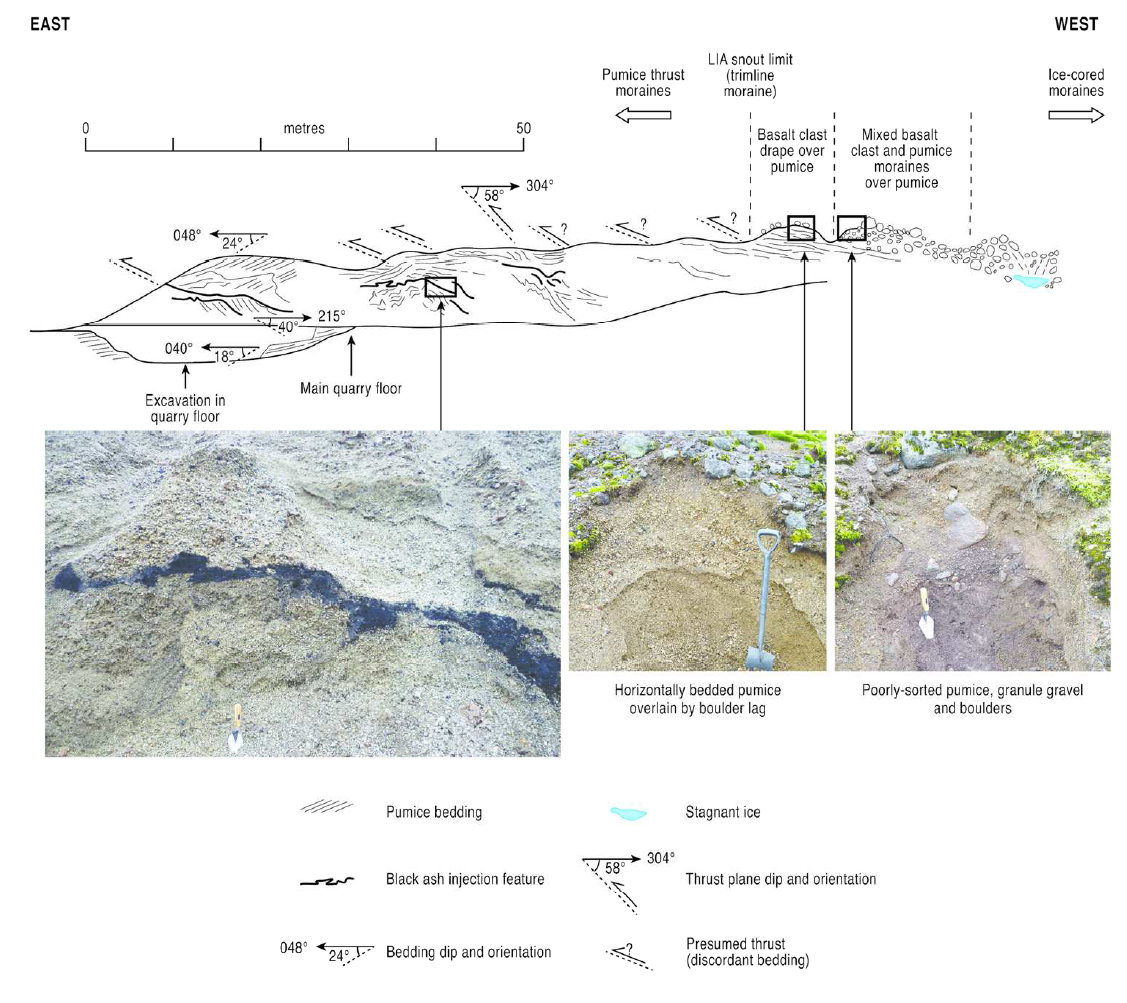 EAST
WEST
LIA snout limit
(trimline
moraine)
Pumice thrust
moraines
Ice-cored
moraines
0 metres 50
Basalt clast
drape over
pumice
Mixed basalt
clast and pumice
moraines
over pumice
304°
58°
048°
24°
?
?
?
215°
40°
040°
18°
Excavation in
quarry floor
Main quarry floor
Horizontally bedded pumice
overlain by boulder lag
Poorly-sorted pumice, granule gravel
and boulders
Pumice bedding
Stagnant ice
Black ash injection feature
304°
58°
Thrust plane dip and orientation
048°
24°
Bedding dip and orientation
?
Presumed thrust
(discordant bedding)